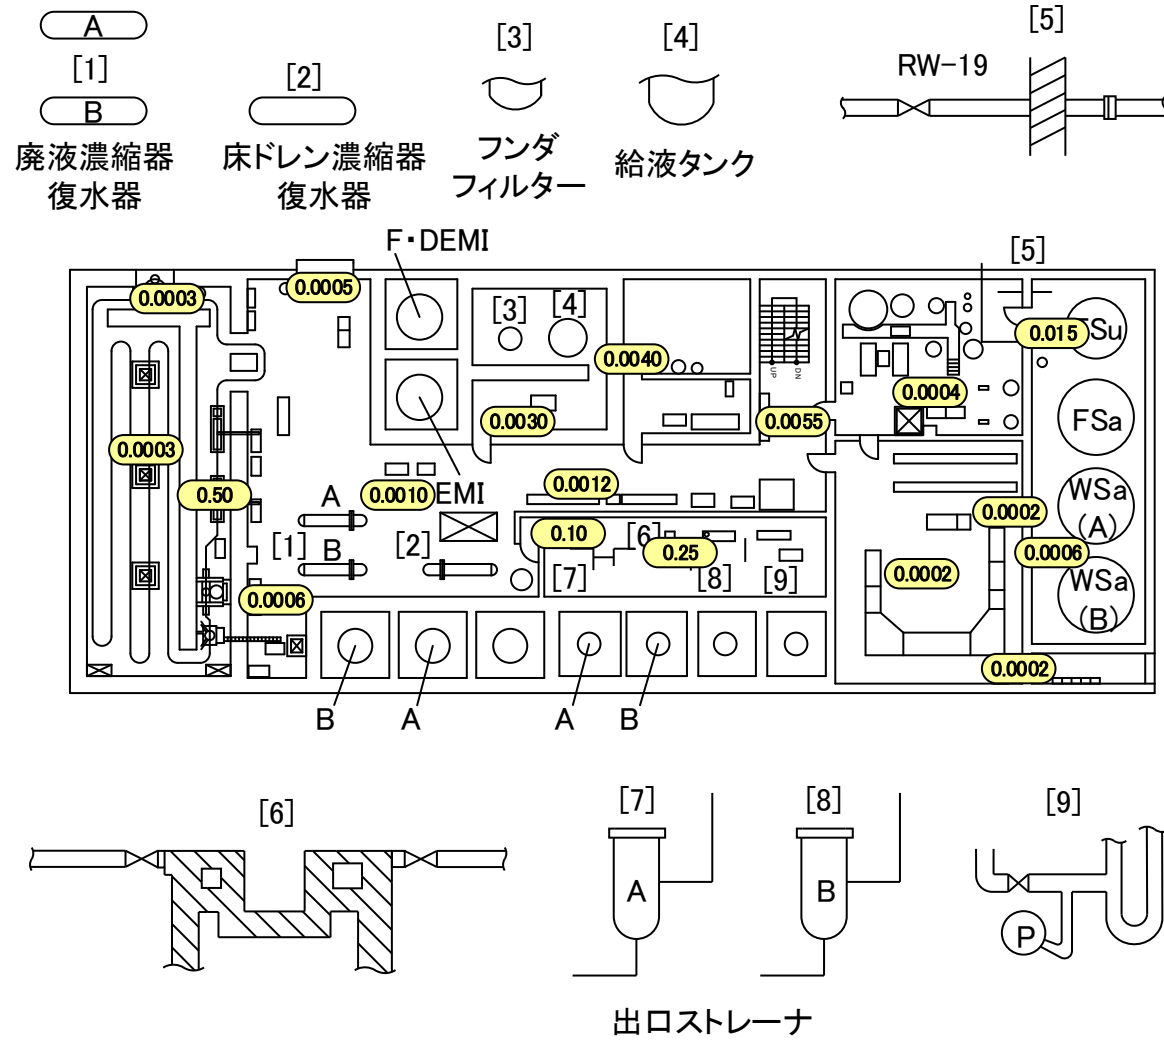 A
[1]
B
廃液濃縮器
復水器
[2]
床ドレン濃縮器
復水器
[3]
フンダ
フィルター
[4]
給液タンク
[5]
RW-19
F・DEMI
[5]
0.0003
0.0005
[3]
[4]
0.0040
0.015
FSu
UP
DN
0.0004
0.0030
0.0055
FSa
0.0003
0.50
0.0010
EMI
0.0012
WSa
(A)
0.0002
A
[1]
B
[2]
0.10
[6]
0.25
[7]
[8]
[9]
0.0006
0.0002
0.0006
WSa
(B)
0.0002
B
A
A
B
[6]
[7]
A
[8]
B
[9]
P
出口ストレーナ